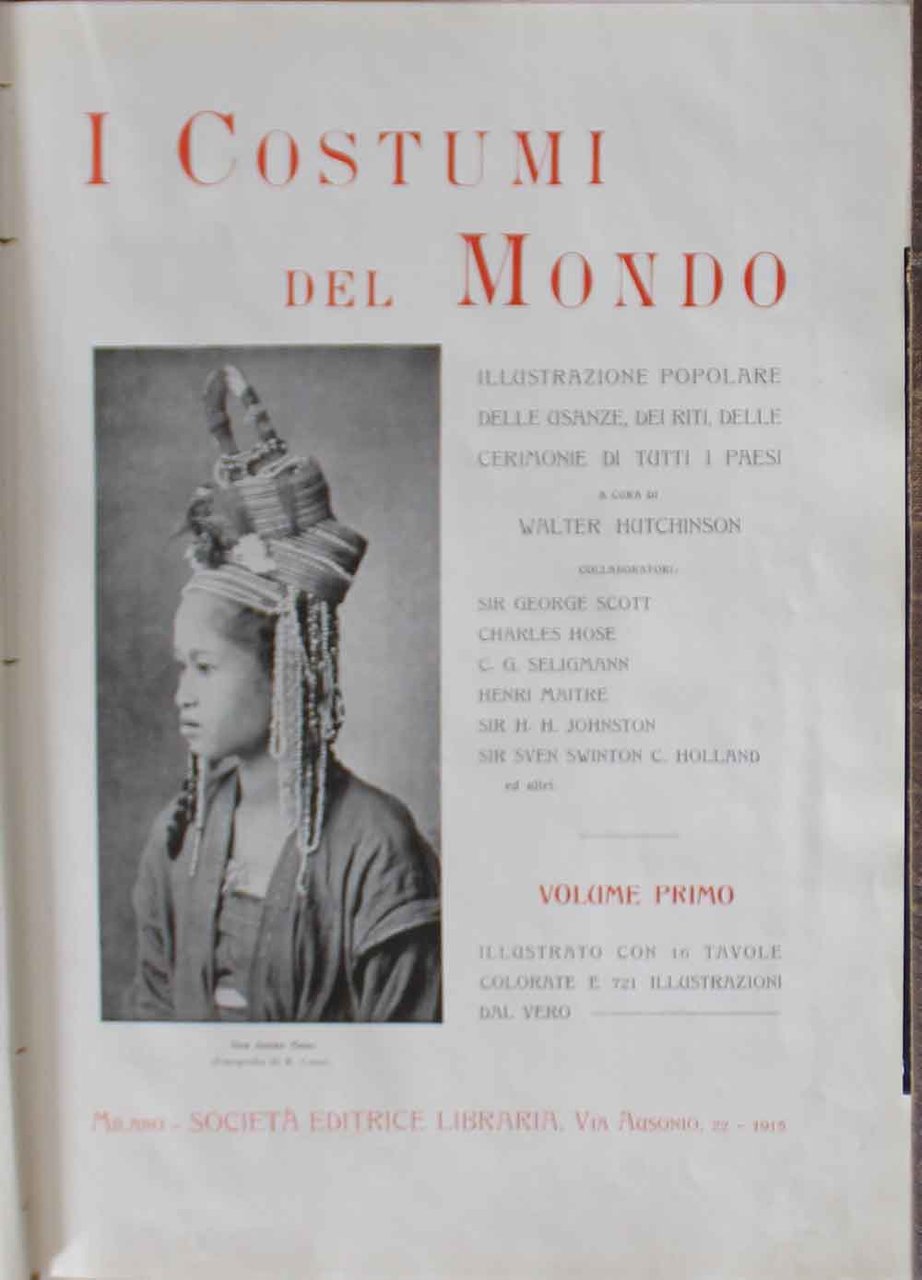 I COSTUMI
DEL MONDO
ILLUSTRAZIONE POPOLARE
DELLE USANZE, DEI RITI, DELLE
CERIMONIE DI TUTTI I PAESI
A CURA DI
WALTER HUTCHINSON
COLLABORATORI:
SIR GEORGE SCOTT
CHARLES HOSE
C. G. SELIGMANN
HENRI MAITRE
SIR H. H. JOHNSTON
SIR SVEN SWINTON C. HOLLAND
ed altri
VOLUME PRIMO
ILLUSTRATO CON 16 TAVOLE
COLORATE E 721 ILLUSTRAZIONI
DAL VERO
MILANO - SOCIETÀ EDITRICE LIBRARIA, VIA AUSONIO, 22 - 1915